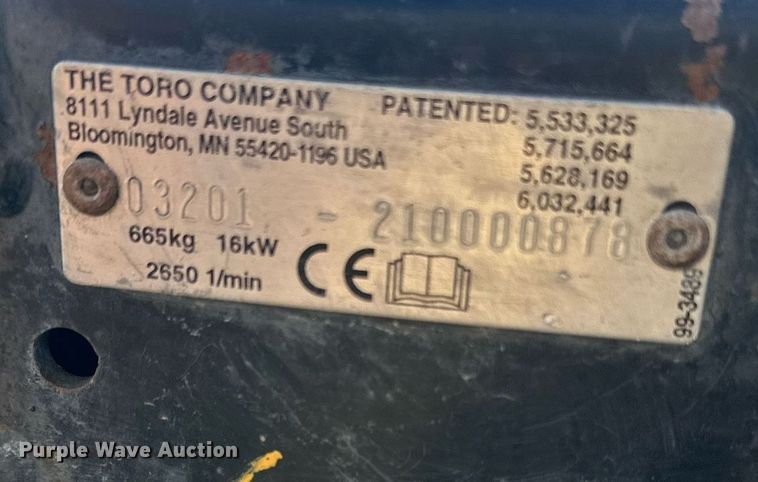 THE TORO COMPANY
8111 Lyndale Avenue South
Bloomington, MN 55420-1196 USA
PATENTED: 5,533,325
5,715,664
5,628,169
6,032,441
03201 - 210000878
665kg 16kW
2650 1/min
CE
99-3489
Purple Wave Auction